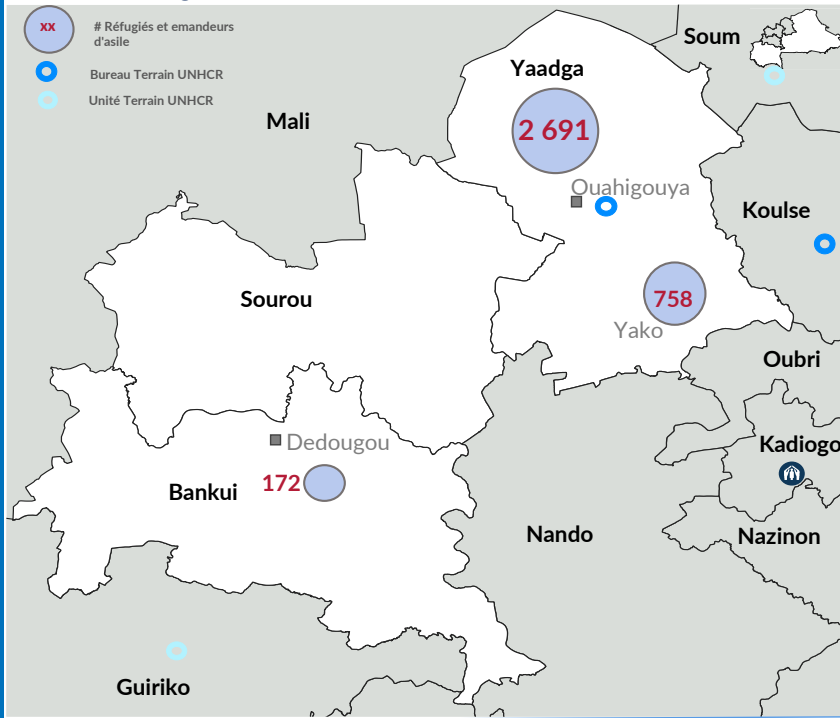 xx
# Réfugiés et emandeurs
d'asile
Bureau Terrain UNHCR
Unité Terrain UNHCR
Soum
Yaadga
Mali
2 691
Ouahigouya
Koulse
Sourou
758
Yako
Oubri
Dedougou
Kadiogo
172
Bankui
Nando
Nazinon
Guiriko